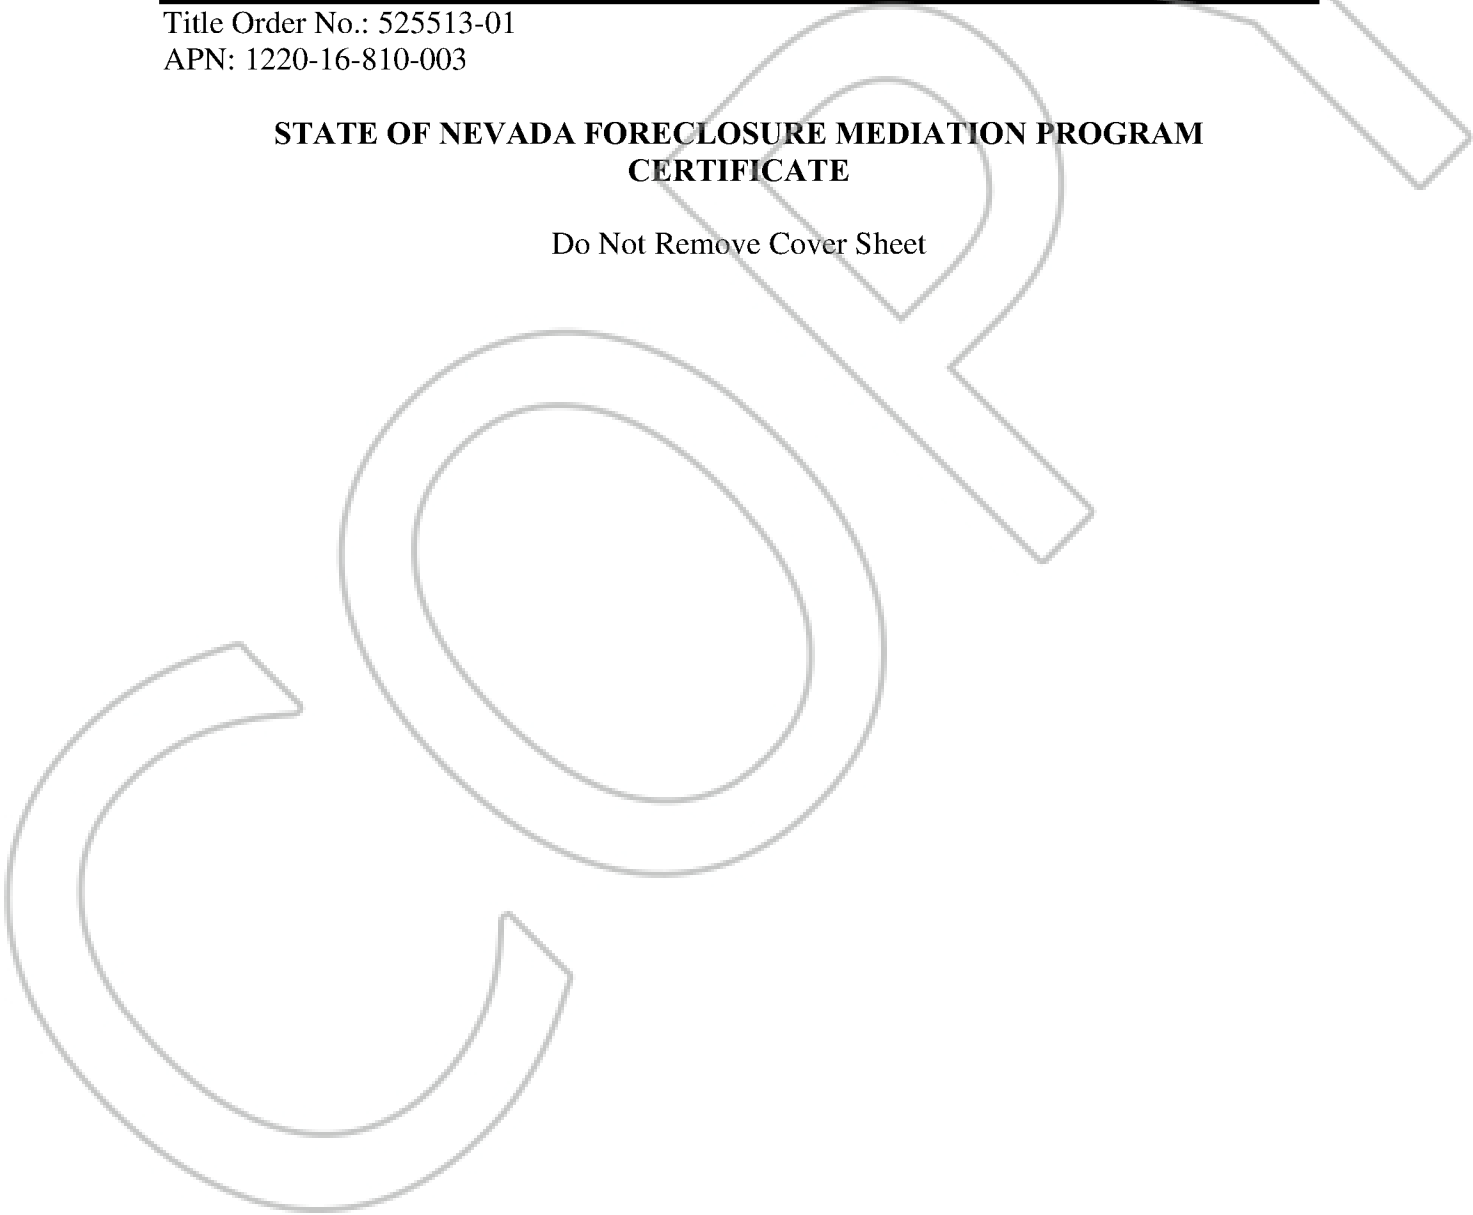 Title Order No.: 525513-01
APN: 1220-16-810-003
STATE OF NEVADA FORECLOSURE MEDIATION PROGRAM
CERTIFICATE
Do Not Remove Cover Sheet
COPY